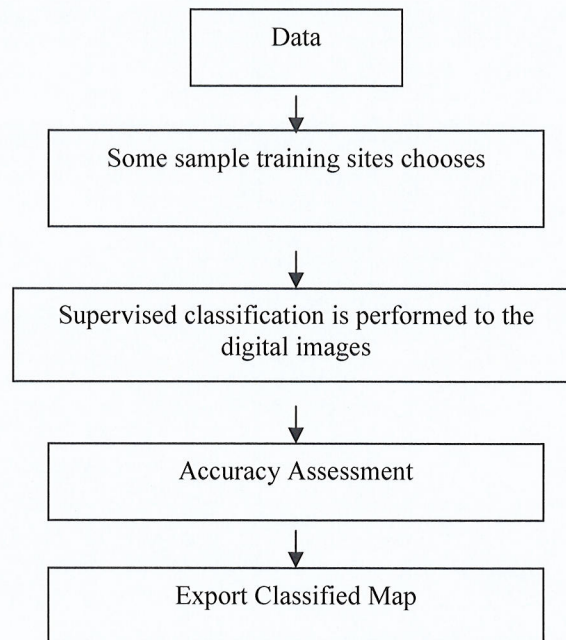 Data
Some sample training sites chooses
Supervised classification is performed to the
digital images
Accuracy Assessment
Export Classified Map